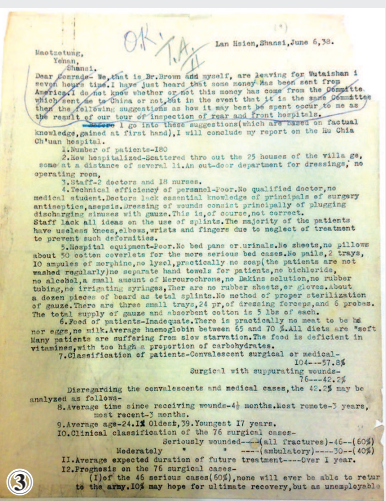 O.K. T.A.
Lan Hsien,Shansi,June 6,38.
Maotzetung,
Yenan,
Shensi.
Dear Comrade- We,that is Dr.Brown and myself, are leaving for Wutaishan i
seven hours time.I have just heard that some money has been sent from
America.I do not know whether or not this money has come from the Committe
which sent me to China or not,but in the event that it is the same Committee
then the following suggestions as how it may best be spent occur to me as
the result of our tour of inspection of rear and front hospitals.
Before I go into these suggestions(which are based on factual
knowledge,gained at first hand),I will conclude my report on the Hu Chia
Ch'uan hospital.
1.Number of patients-180
2.How hospitalized-Scattered thro out the 25 houses of the villa ge,
some at a distance of several li.An out-door department for dressings, no
operating room,
3.Staff-2 doctors and 18 nurses.
4.Technical efficiency of personnel-Poor.No qualified doctor,no
medical student.Doctors lack essential knowledge of principals of surgery
antiseptic,asepsis.Dressing of wounds consist principally of plugging
discharging sinuses with gauze.This is,of course,not correct.
Staff lack all ideas on the use of splints.The majority of the patients
have useless knees,elbows,wrists and fingers due to neglect of treatment
to prevent such deformities.
5.Hospital equipment-Poor.No bed pans or urinals.No sheets,no pillows
about 50 cotton coverlets for the more serious bed cases.No pails,2 trays,
10 ampules of morphine,no lysol,practically no soap(the patients are not
washed regularly)no separate hand towels for patients,no bichloride,
no alcohol,a small amount of Mercurochrome,no Dakins solution,no rubber
tubing,no irrigating syringes,Ther are no rubber sheets,or gloves.about
a dozen pieces of board as total splints.No method of proper sterilization
of gauze.There are three small trays,24 pr,of dressing forceps,and 6 probes.
The total supply of gauze and absorbent cotton is 5 lbs of each.
6.Feed of patients-Inadequate.There is practically no meat to be ha
nor eggs,no milk.Average haemoglobin between 65 and 70 %.All diets are "soft
Many patients are suffering from slow starvation.The food is deficient in
vitamines,with too high a proportion of carbohydrates.
7.Classification of patients-Convalescent surgical or medical-
104---57.8%
Surgical with suppurating wounds-
76---42.2%
Disregarding the convalescents and medical cases,the 42.2% may be
analyzed as follows-
8.Average time since receiving wounds-4½ months.Most remote-3 years,
most recent-3 months.
9.Average age-24.1% Oldest,39.Youngest 17 years.
10.Clinical classification of the 76 surgical cases-
Seriously wounded---(all fractures)-46--(60%)
Moderately " ----(ambulatory)----30--(40%)
11.Average expected duration of future treatment----Over 1 year.
12.Prognosis on the 76 surgical cases-
(1)of the 46 serious cases(60%),none will ever be able to retur
to the army,10% may hope for ultimate recovery,but as unemployable
3